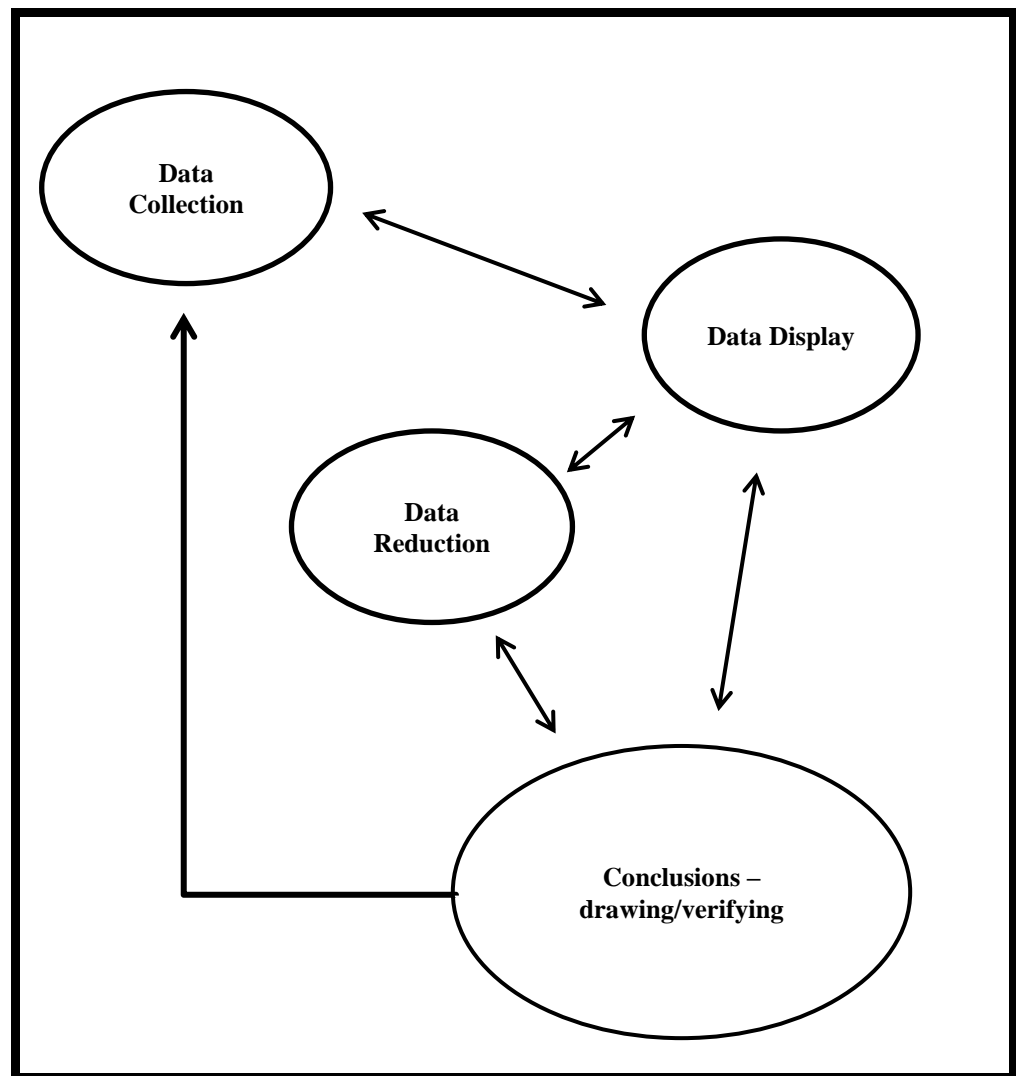 Data
Collection
Data Display
Data
Reduction
Conclusions –
drawing/verifying